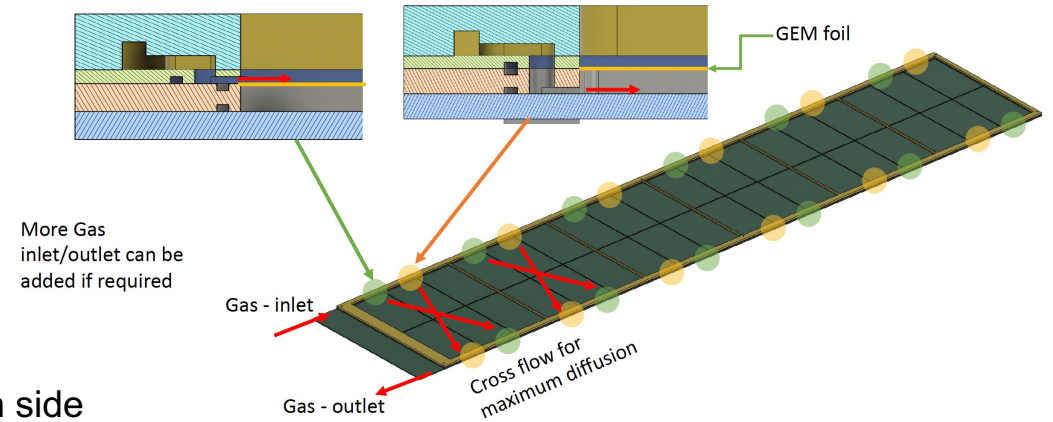 GEM foil
More Gas
inlet/outlet can be
added if required
Gas - inlet
Gas - outlet
Cross flow for
maximum diffusion
side